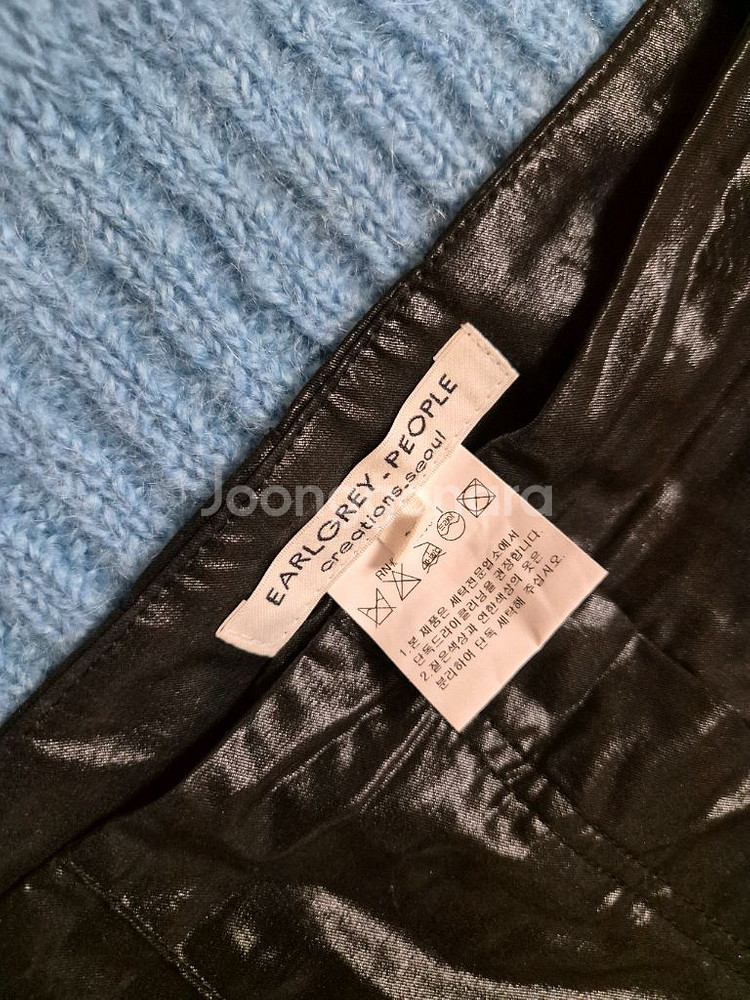 EARLGREY-PEOPLE
creations.seoul
1. 본 제품은 세탁전문업소에서
단독드라이클리닝을 권장합니다.
2. 짙은색상과 연한색상의 옷은
분리하여 단독 세탁해 주십시오.